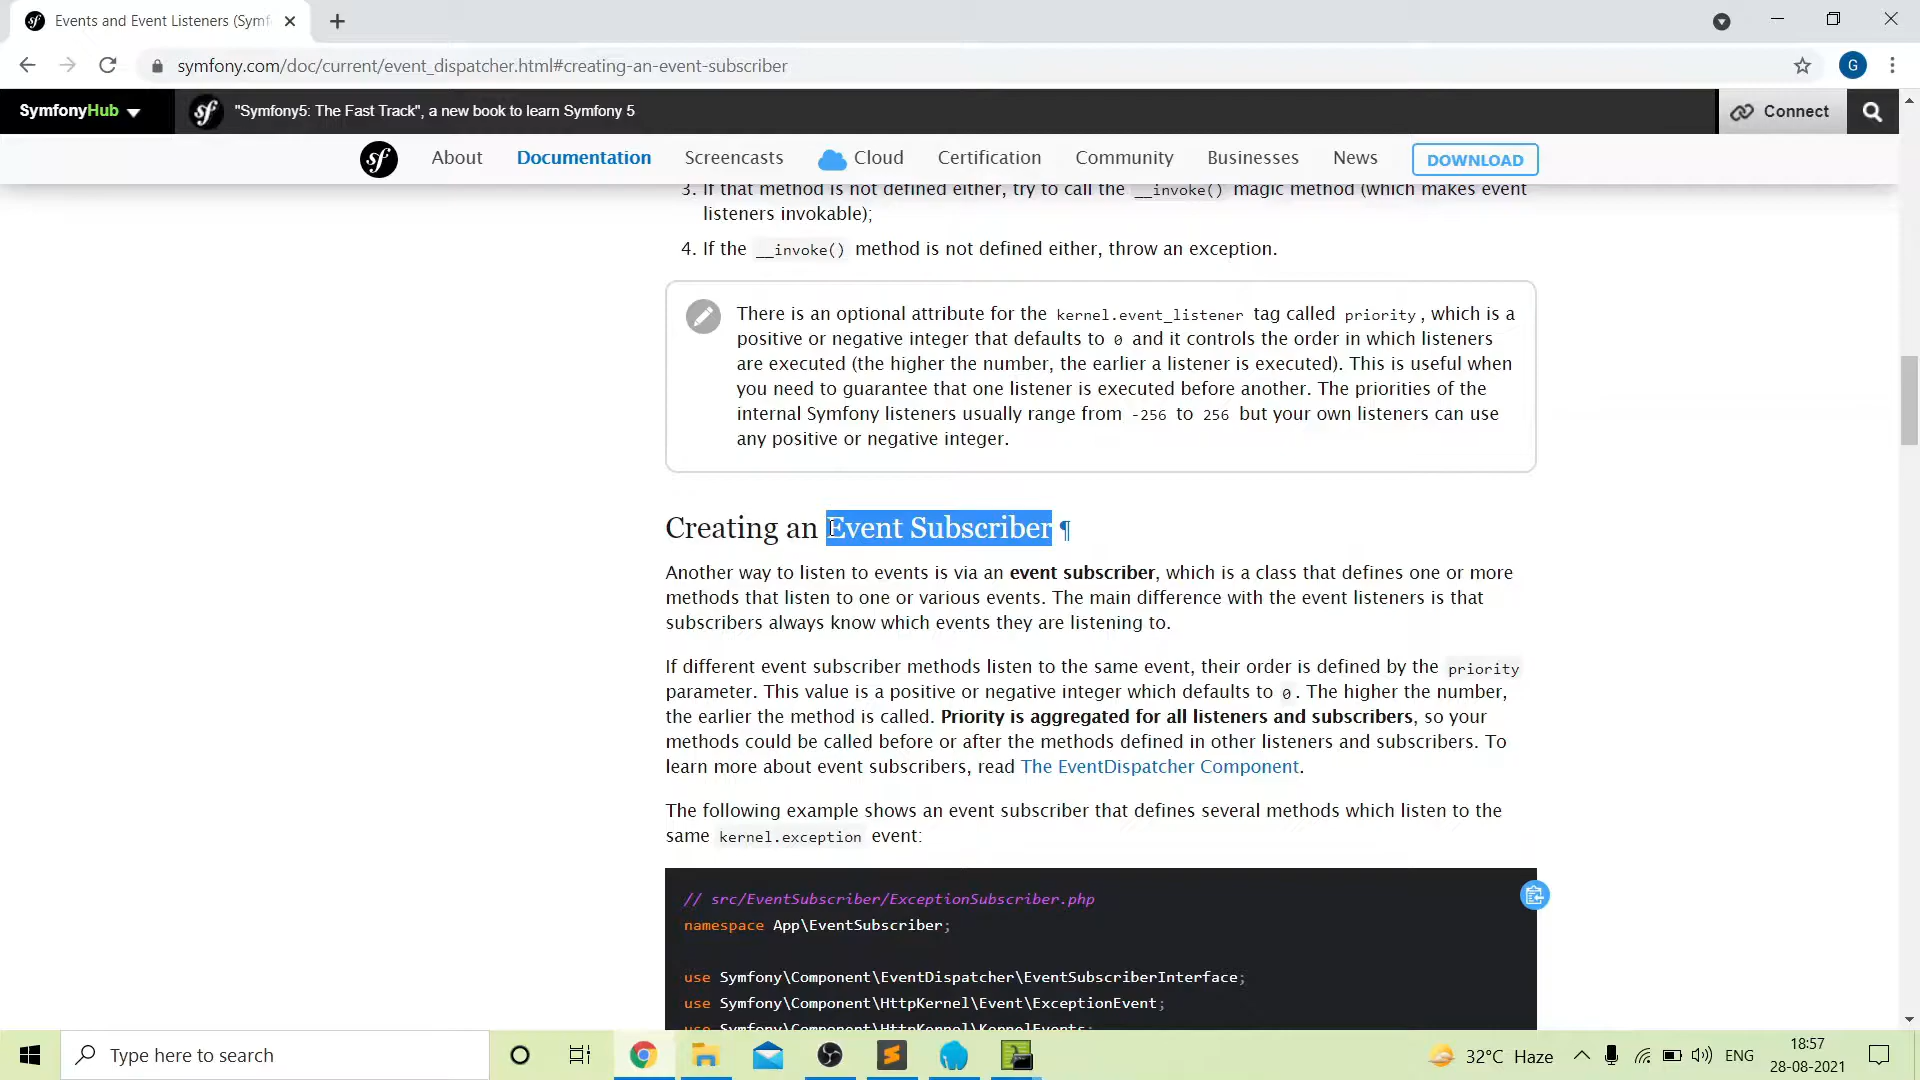 Events and Event Listeners (Symf
symfony.com/doc/current/event_dispatcher.html#creating-an-event-subscriber
G
SymfonyHub
sf "Symfony5: The Fast Track", a new book to learn Symfony 5
Connect
sf About Documentation Screencasts Cloud Certification Community Businesses News DOWNLOAD
3. If that method is not defined either, try to call the __invoke() magic method (which makes event
listeners invokable);
4. If the __invoke() method is not defined either, throw an exception.
There is an optional attribute for the kernel.event_listener tag called priority, which is a
positive or negative integer that defaults to 0 and it controls the order in which listeners
are executed (the higher the number, the earlier a listener is executed). This is useful when
you need to guarantee that one listener is executed before another. The priorities of the
internal Symfony listeners usually range from -256 to 256 but your own listeners can use
any positive or negative integer.
Creating an Event Subscriber ¶
Another way to listen to events is via an event subscriber, which is a class that defines one or more
methods that listen to one or various events. The main difference with the event listeners is that
subscribers always know which events they are listening to.
If different event subscriber methods listen to the same event, their order is defined by the priority
parameter. This value is a positive or negative integer which defaults to 0. The higher the number,
the earlier the method is called. Priority is aggregated for all listeners and subscribers, so your
methods could be called before or after the methods defined in other listeners and subscribers. To
learn more about event subscribers, read The EventDispatcher Component.
The following example shows an event subscriber that defines several methods which listen to the
same kernel.exception event:
// src/EventSubscriber/ExceptionSubscriber.php
namespace App\EventSubscriber;
use Symfony\Component\EventDispatcher\EventSubscriberInterface;
use Symfony\Component\HttpKernel\Event\ExceptionEvent;
use Symfony\Component\HttpKernel\KernelEvents;
Type here to search
32°C Haze
ENG
18:57
28-08-2021